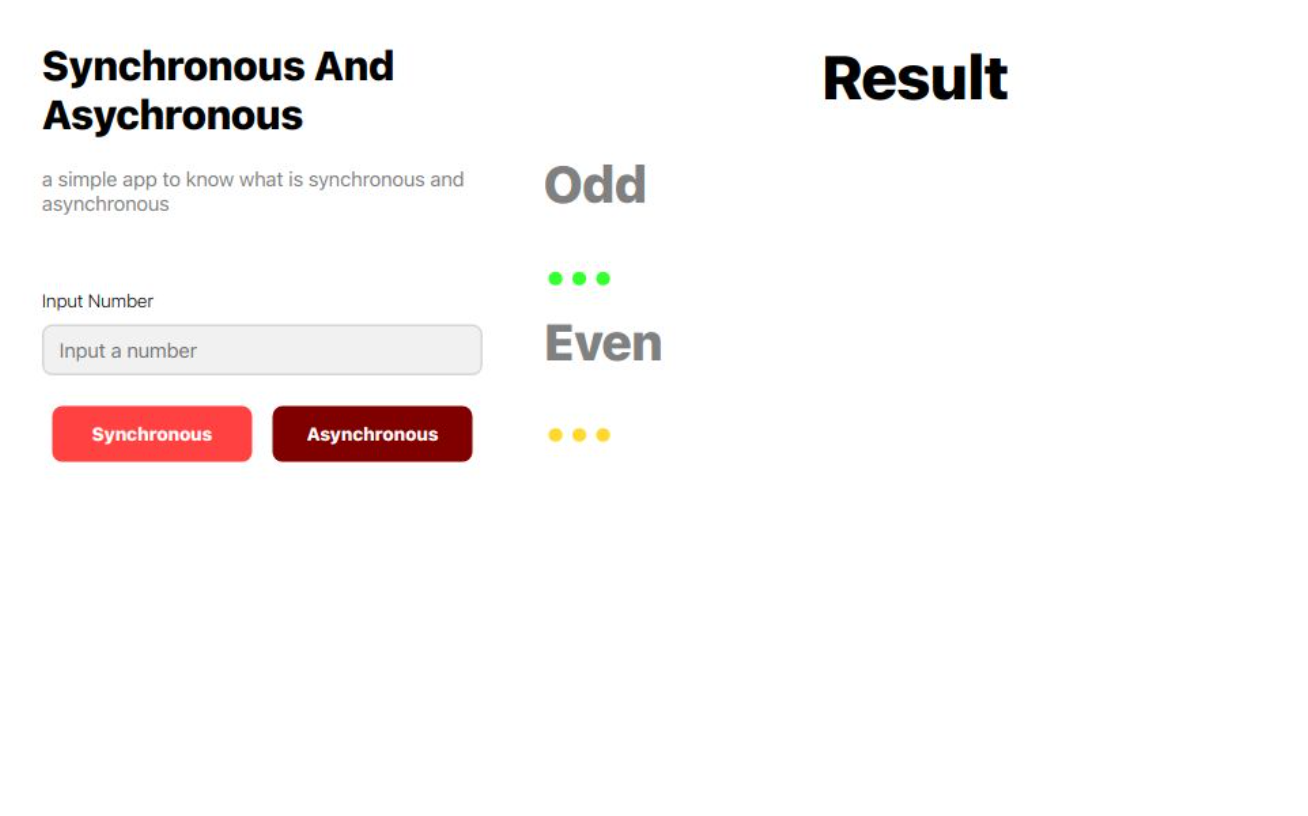 Synchronous And
Asychronous
a simple app to know what is synchronous and
asynchronous
Input Number
Input a number
Synchronous
Asynchronous
Result
Odd
Even